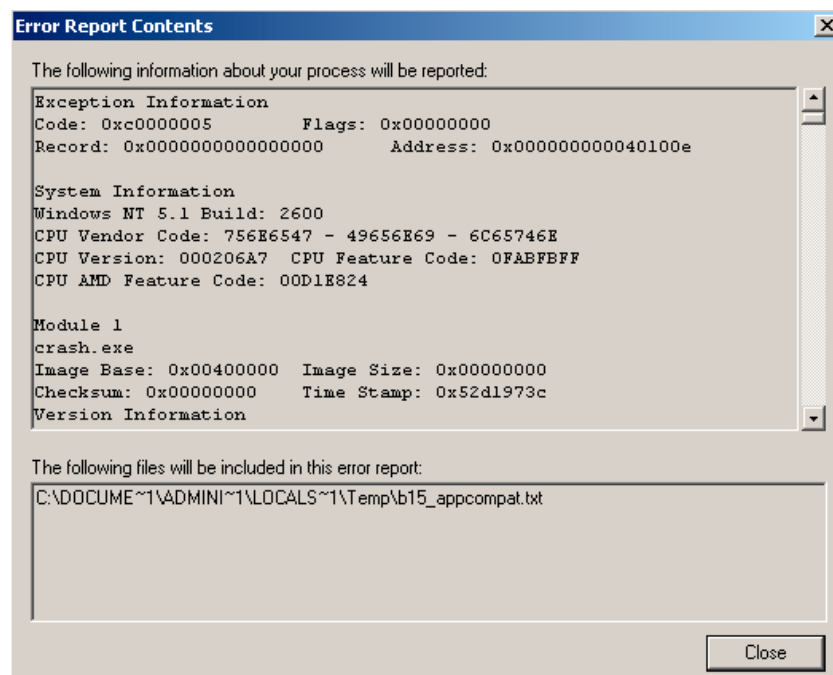 Error Report Contents
The following information about your process will be reported:
Exception Information
Code: 0xc0000005 Flags: 0x00000000
Record: 0x0000000000000000 Address: 0x000000000040100e
System Information
Windows NT 5.1 Build: 2600
CPU Vendor Code: 756E6547 - 49656E69 - 6C65746E
CPU Version: 000206A7 CPU Feature Code: 0FABFBFF
CPU AMD Feature Code: 00D1E824
Module 1
crash.exe
Image Base: 0x00400000 Image Size: 0x00000000
Checksum: 0x00000000 Time Stamp: 0x52d1973c
Version Information
The following files will be included in this error report:
C:\DOCUME~1\ADMINI~1\LOCALS~1\Temp\b15_appcompat.txt
Close